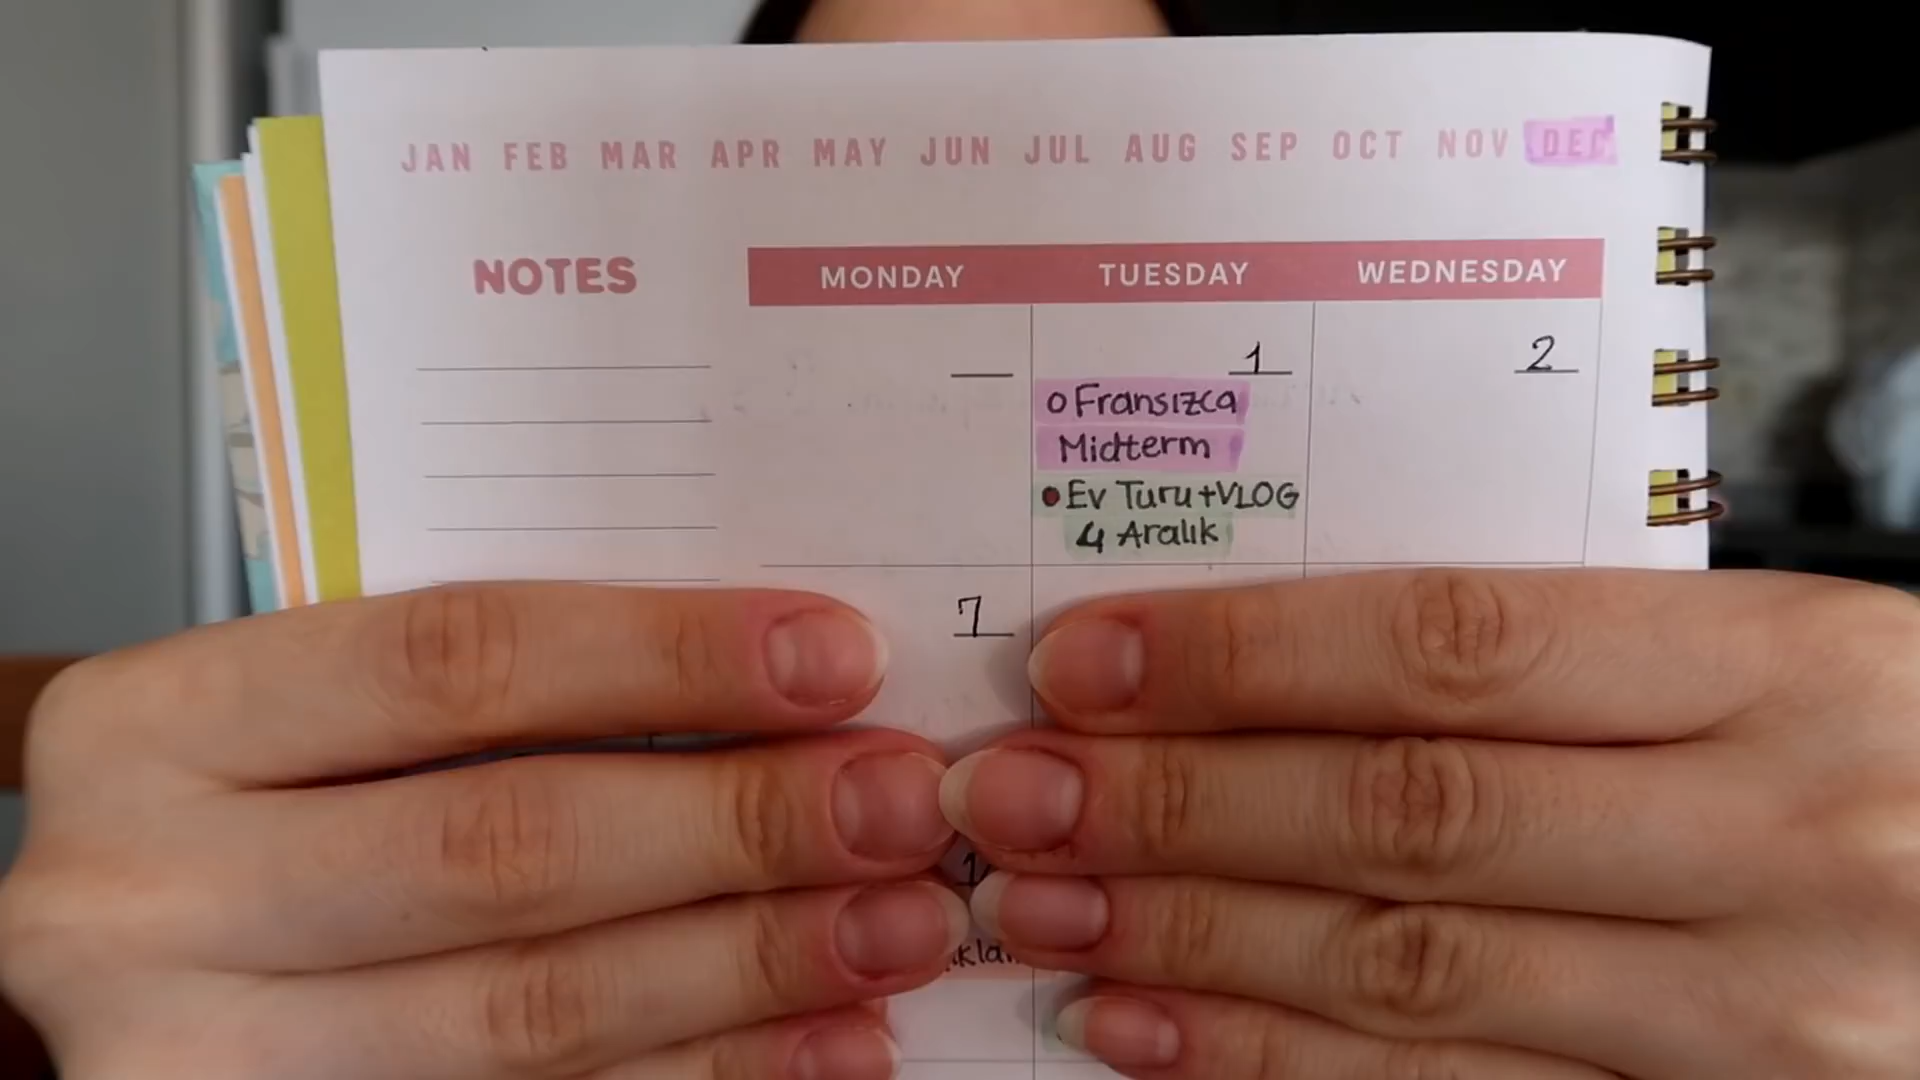 JAN FEB MAR APR MAY JUN JUL AUG SEP OCT NOV DEC
NOTES
MONDAY TUESDAY WEDNESDAY
1 2
o Fransızca
Midterm
• Ev Turu+VLOG
4 Aralık
7